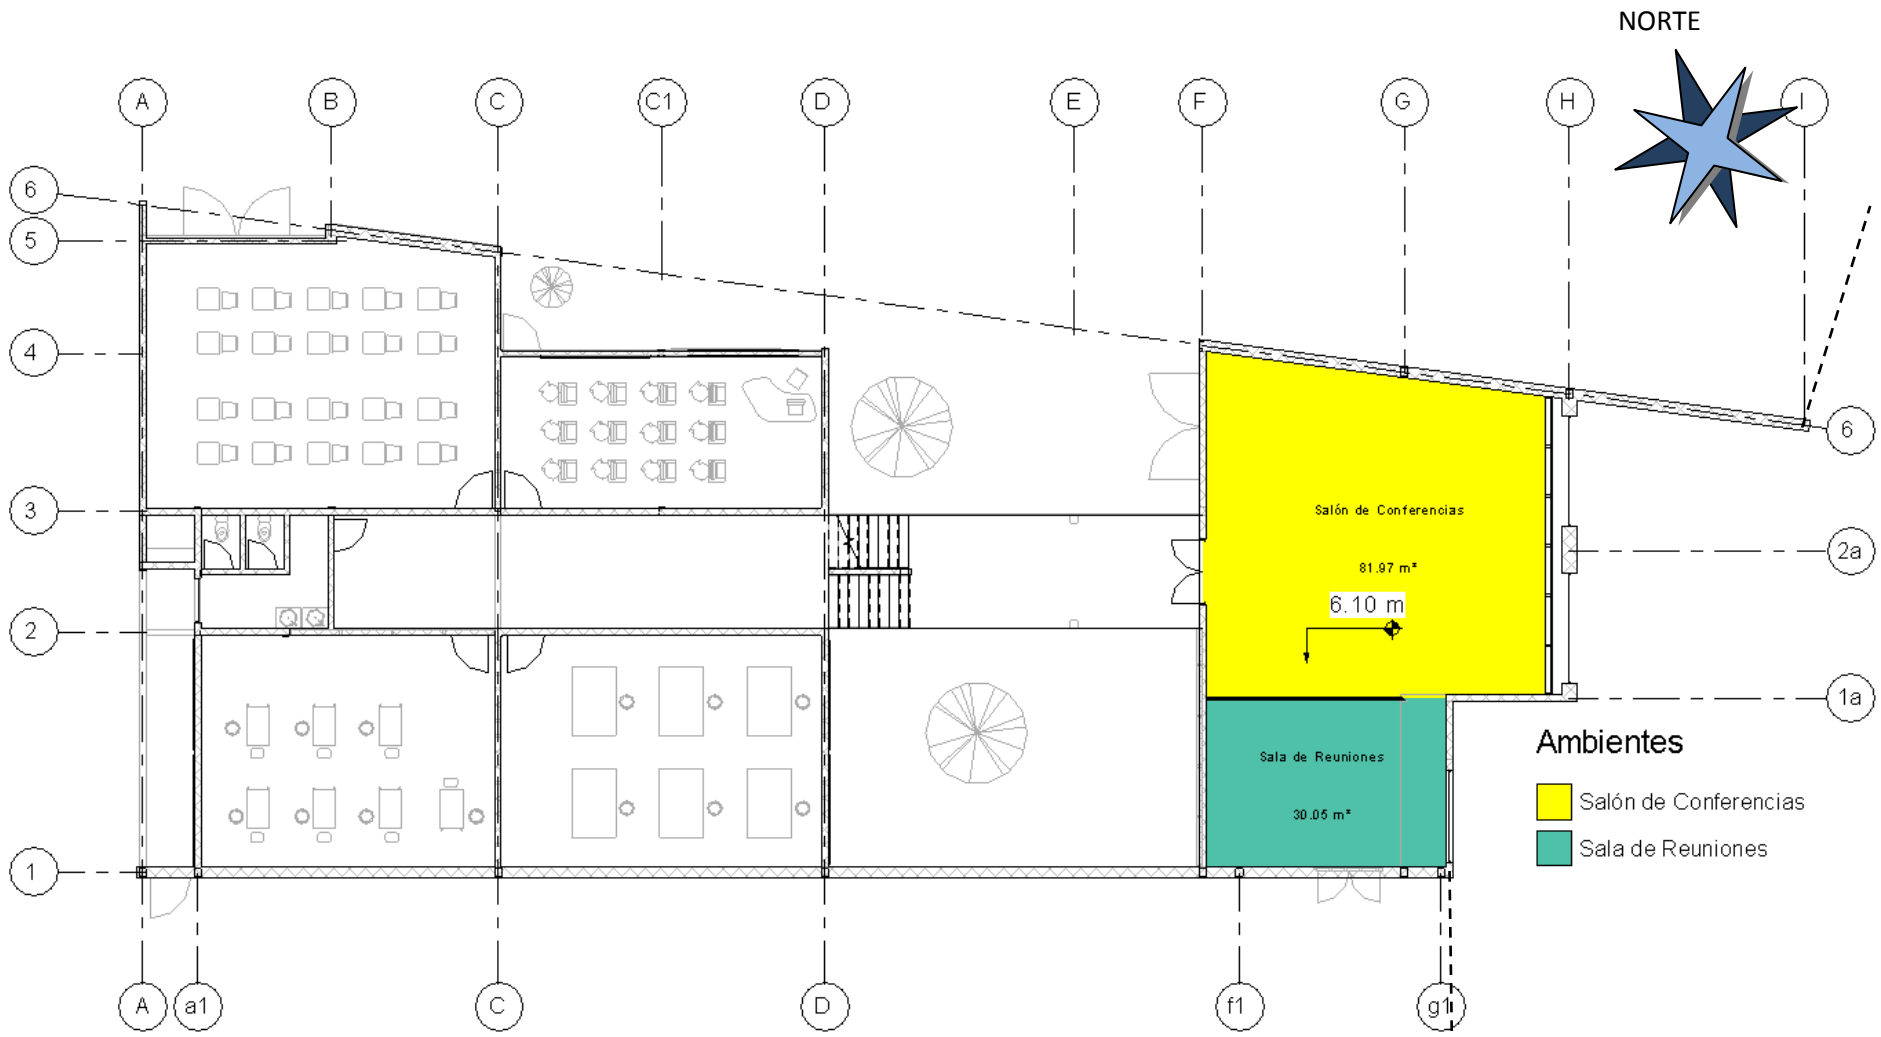 NORTE
A B C C1 D E F G H I
6
5
4
3
2
1
6
2a
1a
Salón de Conferencias
81.97 m²
6.10 m
Sala de Reuniones
30.05 m²
Ambientes
Salón de Conferencias
Sala de Reuniones
A a1 C D f1 g1